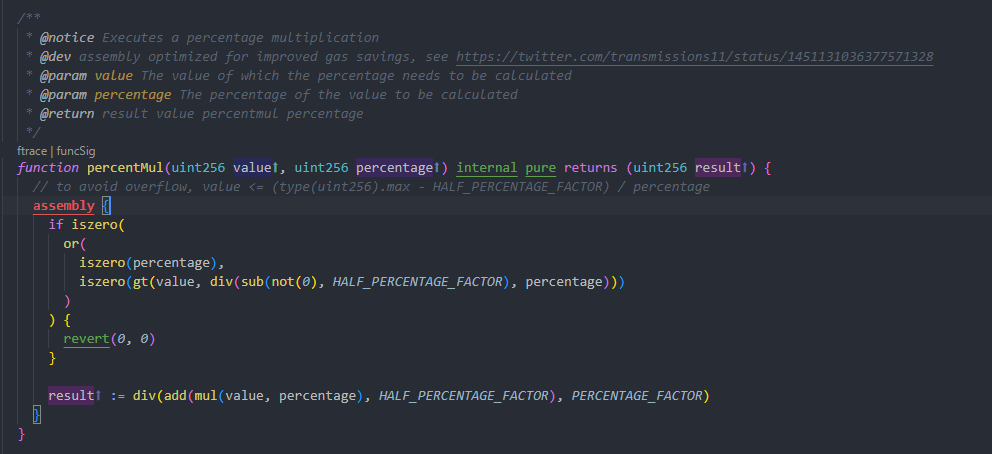 /**
* @notice Executes a percentage multiplication
* @dev assembly optimized for improved gas savings, see https://twitter.com/transmissions11/status/1451131036377571328
* @param value The value of which the percentage needs to be calculated
* @param percentage The percentage of the value to be calculated
* @return result value percentmul percentage
*/
ftrace | funcSig
function percentMul(uint256 value↑, uint256 percentage↑) internal pure returns (uint256 result↑) {
// to avoid overflow, value <= (type(uint256).max - HALF_PERCENTAGE_FACTOR) / percentage
assembly {
if iszero(
or(
iszero(percentage),
iszero(gt(value, div(sub(not(0), HALF_PERCENTAGE_FACTOR), percentage)))
)
) {
revert(0, 0)
}
result↑ := div(add(mul(value, percentage), HALF_PERCENTAGE_FACTOR), PERCENTAGE_FACTOR)
}
}